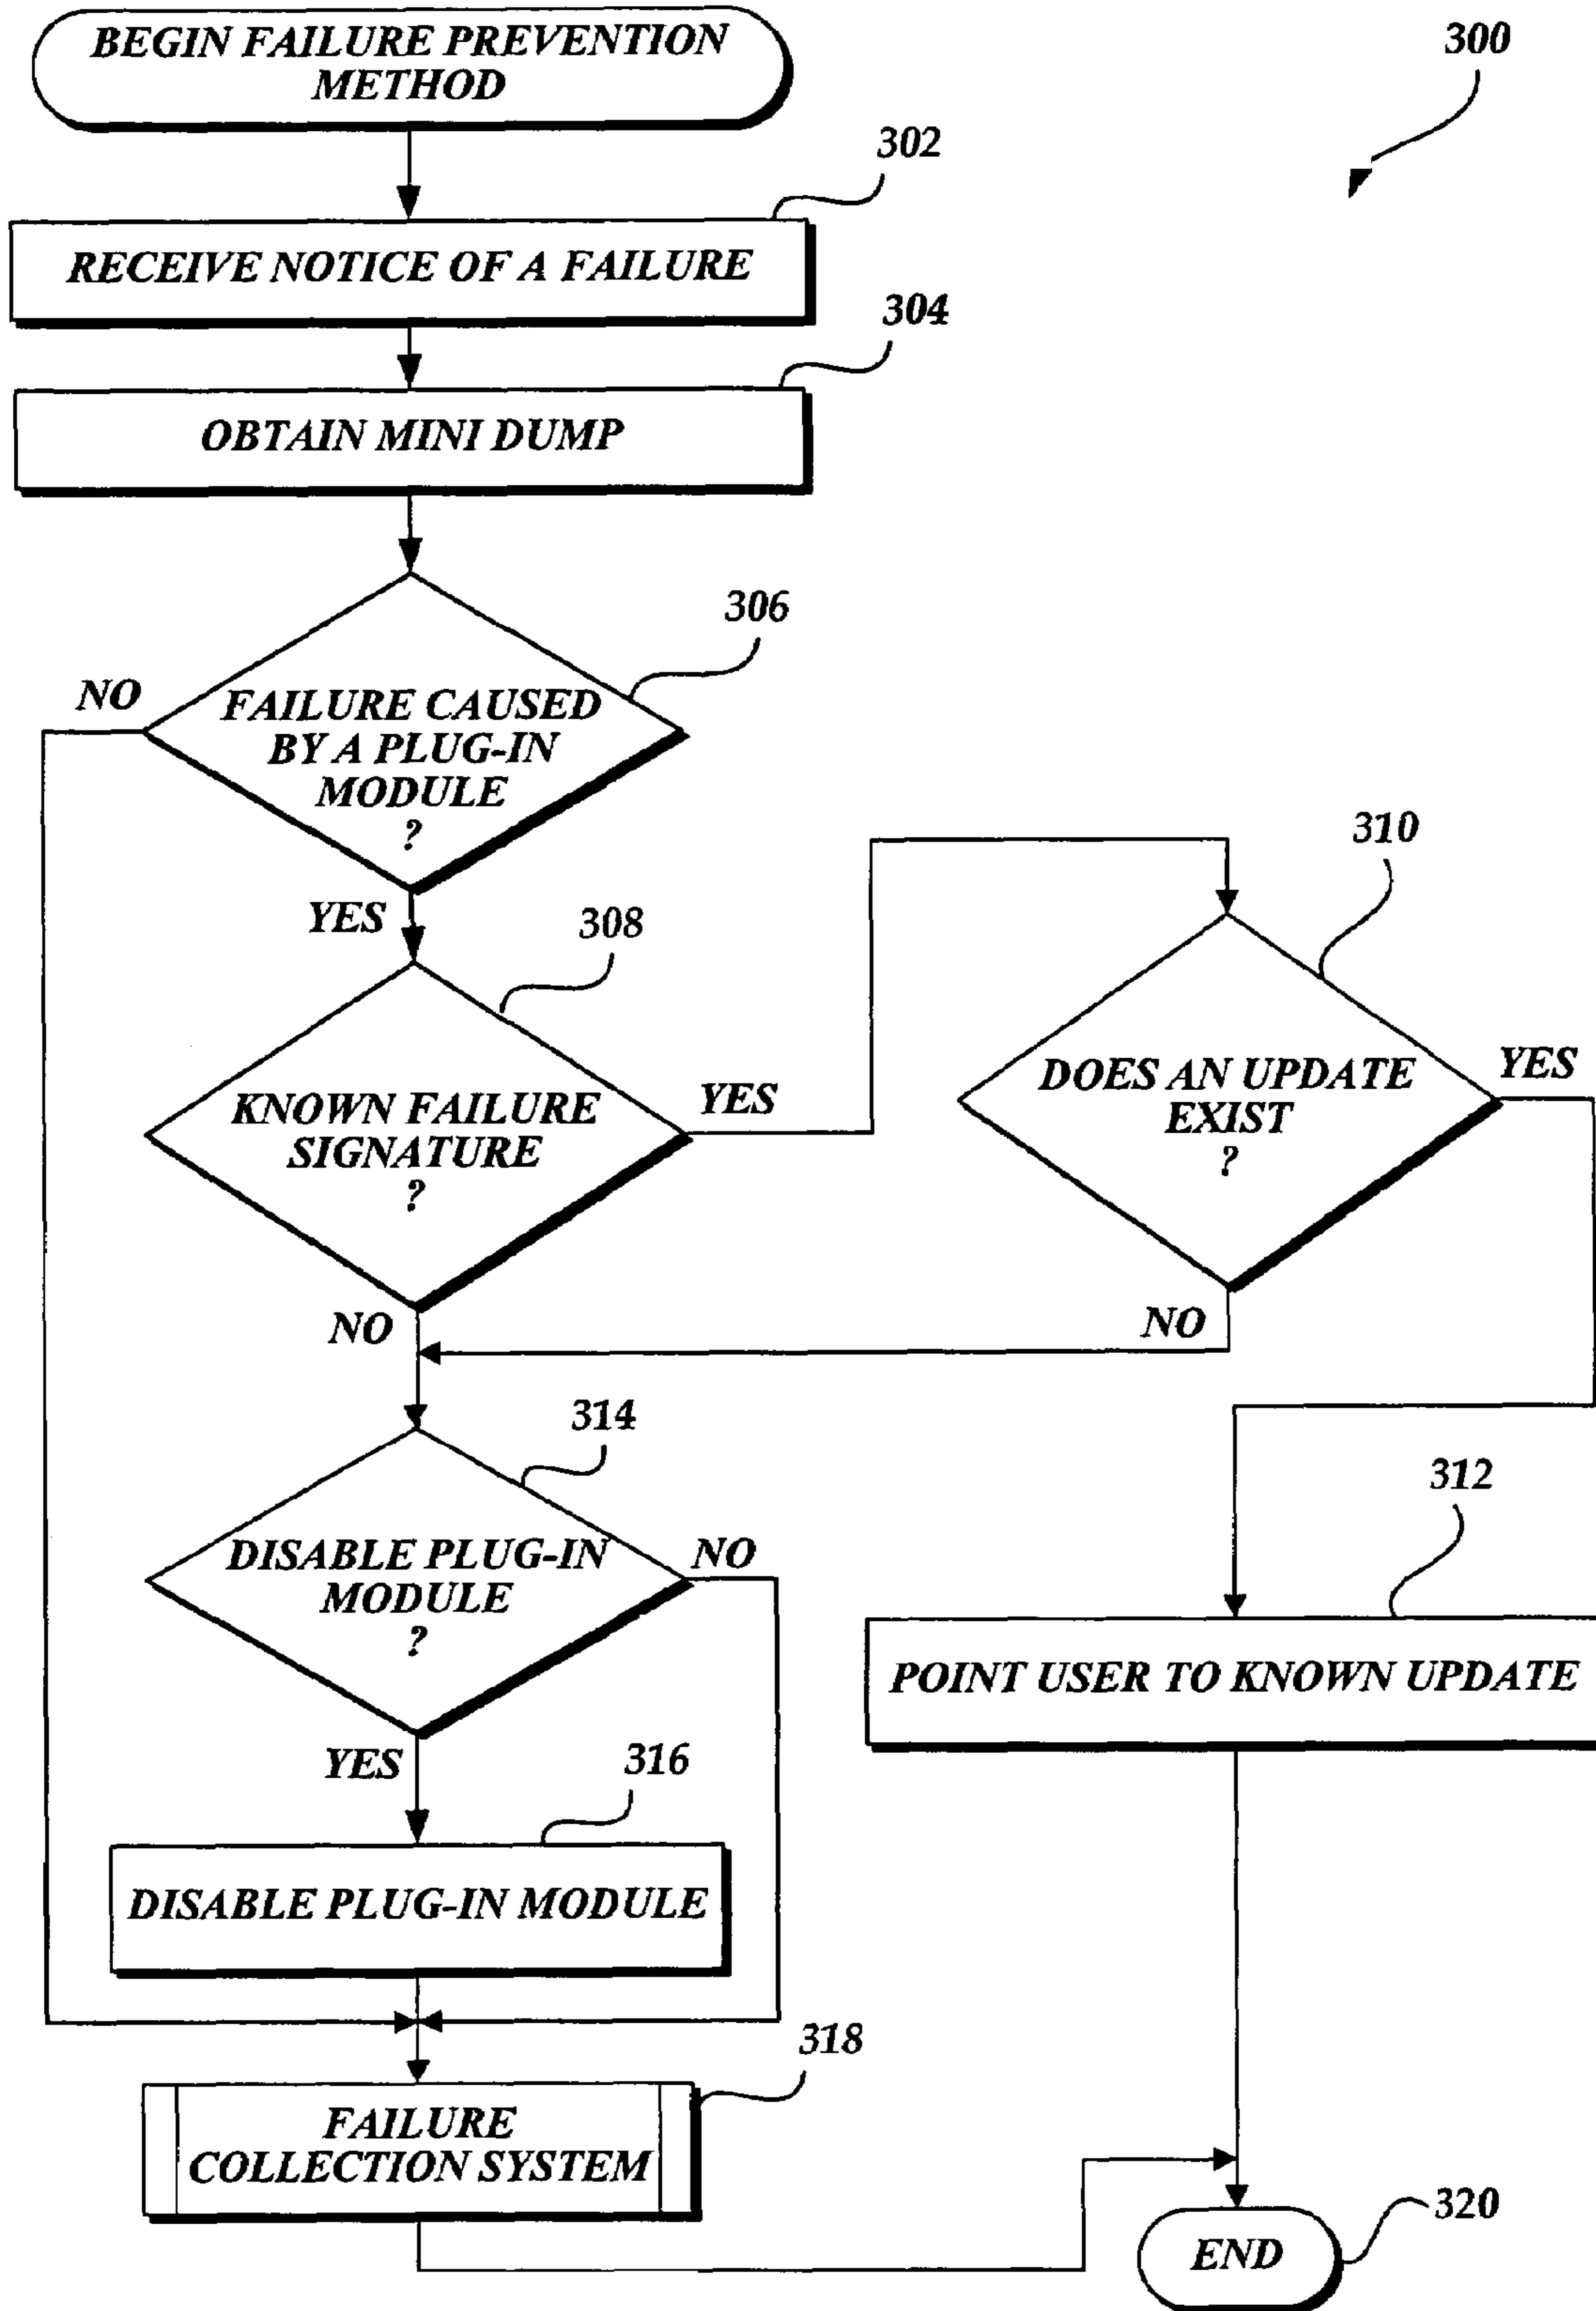 BEGIN FAILURE PREVENTION
METHOD
300
302
RECEIVE NOTICE OF A FAILURE
304
OBTAIN MINI DUMP
306
NO
FAILURE CAUSED
BY A PLUG-IN
MODULE
?
YES
308
310
KNOWN FAILURE
SIGNATURE
?
YES
DOES AN UPDATE
EXIST
?
YES
NO
NO
314
312
DISABLE PLUG-IN
MODULE
?
NO
POINT USER TO KNOWN UPDATE
YES
316
DISABLE PLUG-IN MODULE
318
FAILURE
COLLECTION SYSTEM
320
END